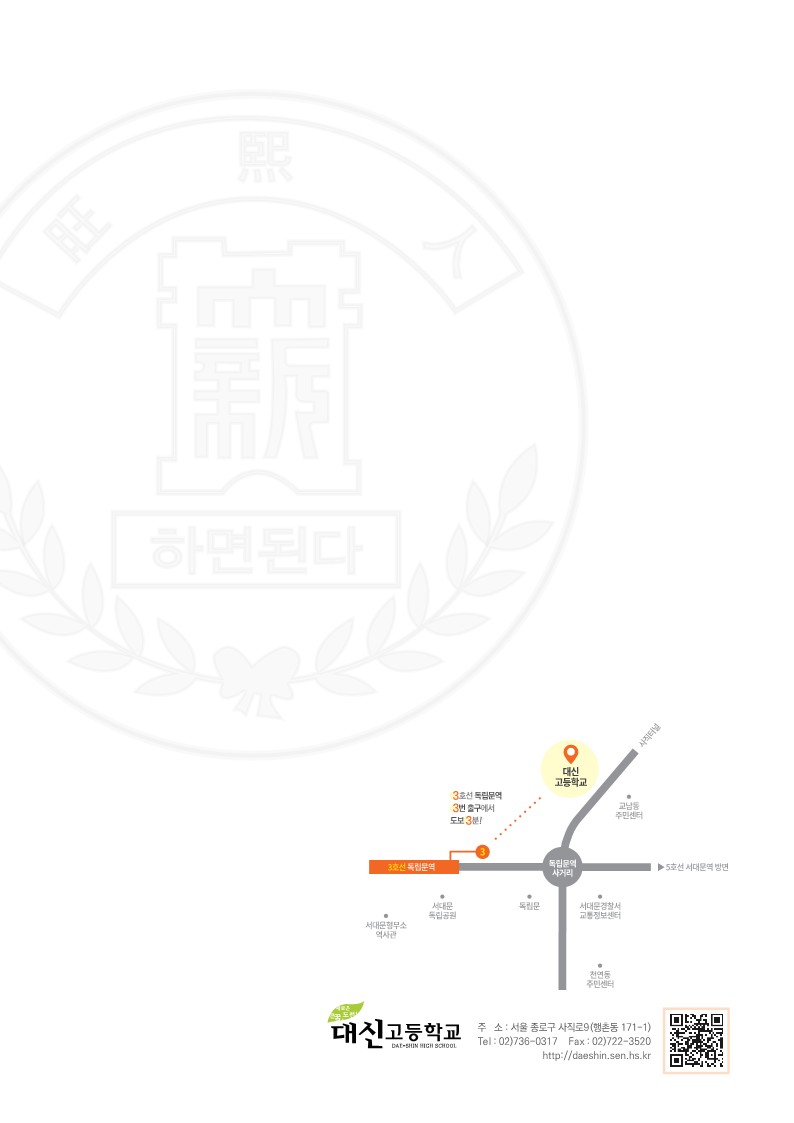 熙
旺
人
薪
하면된다
사직터널
대신
고등학교
3호선 독립문역
3번 출구에서
도보 3분!
교남동
주민센터
3
3호선 독립문역
독립문역
사거리
▶5호선 서대문역 방면
서대문
독립공원
독립문
서대문경찰서
교통정보센터
서대문형무소
역사관
천연동
주민센터
새로운
대신고등학교
DAE-SHIN HIGH SCHOOL
주 소 : 서울 종로구 사직로9(행촌동 171-1)
Tel : 02)736-0317 Fax : 02)722-3520
http://daeshin.sen.hs.kr